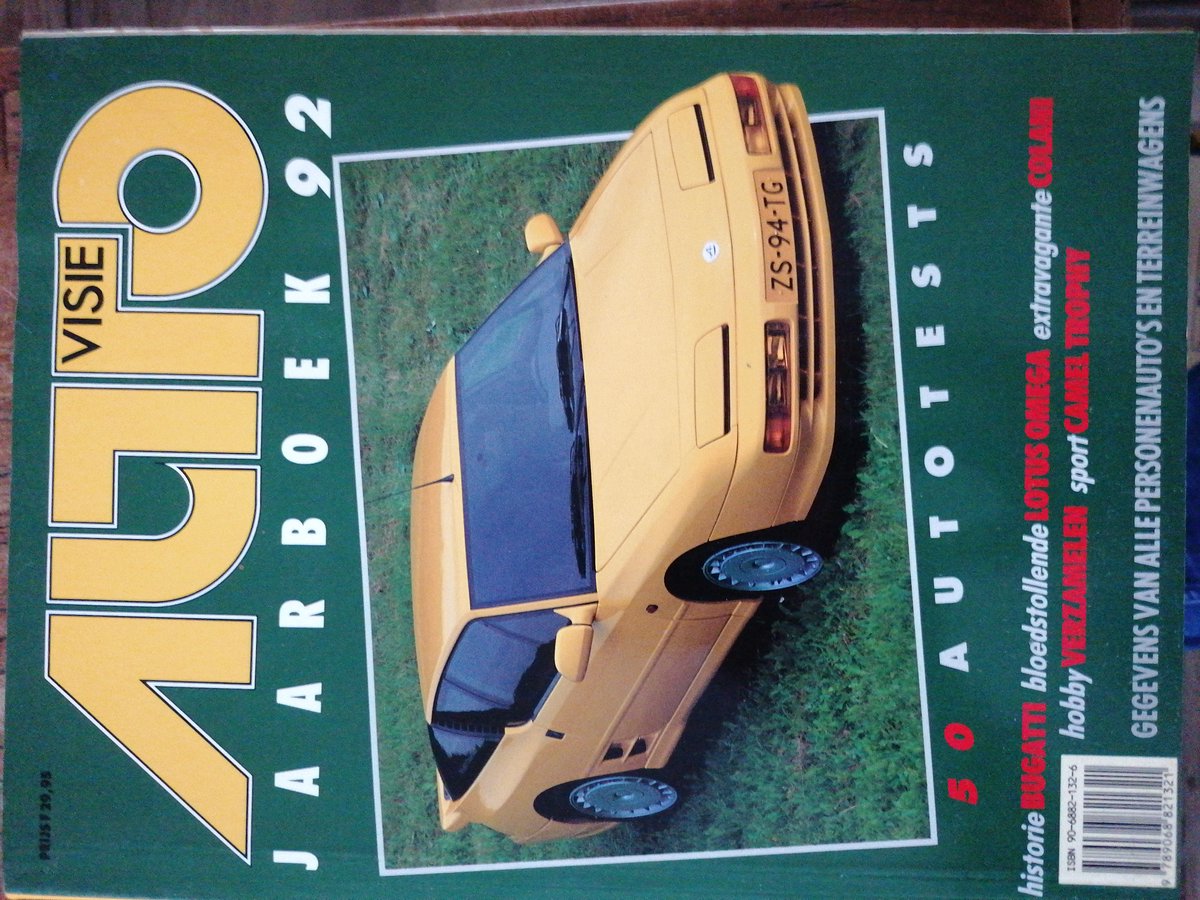 PRIJS F 29,95
AUTO
VISIE
JAARBOEK 92
ZS-94-TG
50 AUTOTESTS
historie BUGATTI bloedstollende LOTUS OMEGA extravagante COLANI
hobby VERZAMELEN sport CAMEL TROPHY
GEGEVENS VAN ALLE PERSONENAUTO'S EN TERREINWAGENS
ISBN 90-6882-132-6
9 789068 821321